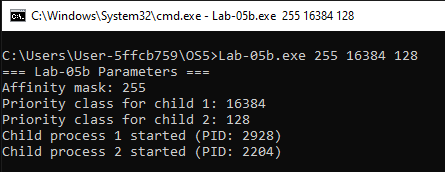 C:\Windows\System32\cmd.exe - Lab-05b.exe 255 16384 128
C:\Users\User-5ffcb759\OS5>Lab-05b.exe 255 16384 128
=== Lab-05b Parameters ===
Affinity mask: 255
Priority class for child 1: 16384
Priority class for child 2: 128
Child process 1 started (PID: 2928)
Child process 2 started (PID: 2204)